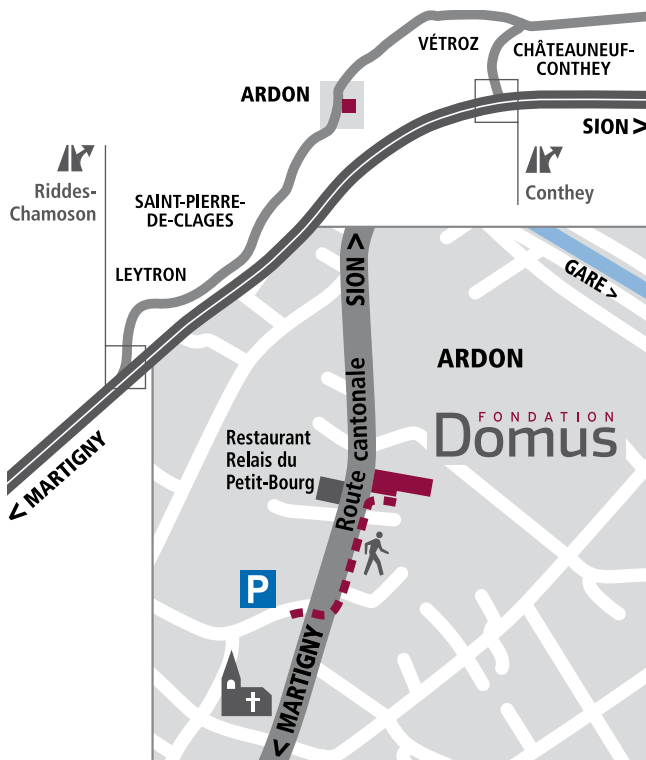 VÉTROZ
CHÂTEAUNEUF-
CONTHEY
ARDON
SION >
Riddes-
Chamoson
Conthey
SAINT-PIERRE-
DE-CLAGES
LEYTRON
< MARTIGNY
SION >
GARE >
ARDON
FONDATION
Domus
Restaurant
Relais du
Petit-Bourg
Route cantonale
P
< MARTIGNY